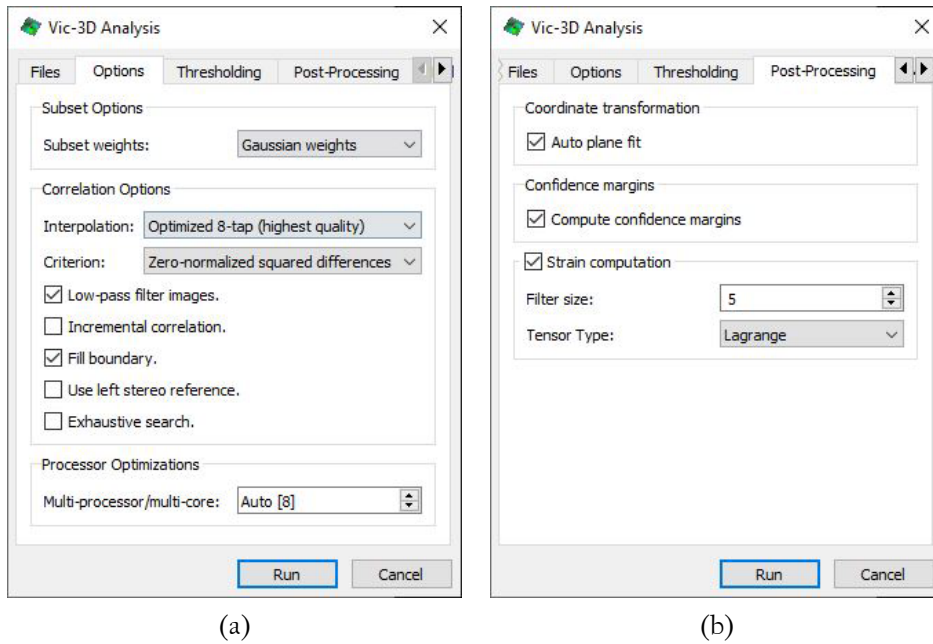 Vic-3D Analysis
Files Options Thresholding Post-Processing
Subset Options
Subset weights: Gaussian weights
Correlation Options
Interpolation: Optimized 8-tap (highest quality)
Criterion: Zero-normalized squared differences
Low-pass filter images.
Incremental correlation.
Fill boundary.
Use left stereo reference.
Exhaustive search.
Processor Optimizations
Multi-processor/multi-core: Auto [8]
Run Cancel
(a)
Vic-3D Analysis
Files Options Thresholding Post-Processing
Coordinate transformation
Auto plane fit
Confidence margins
Compute confidence margins
Strain computation
Filter size: 5
Tensor Type: Lagrange
Run Cancel
(b)